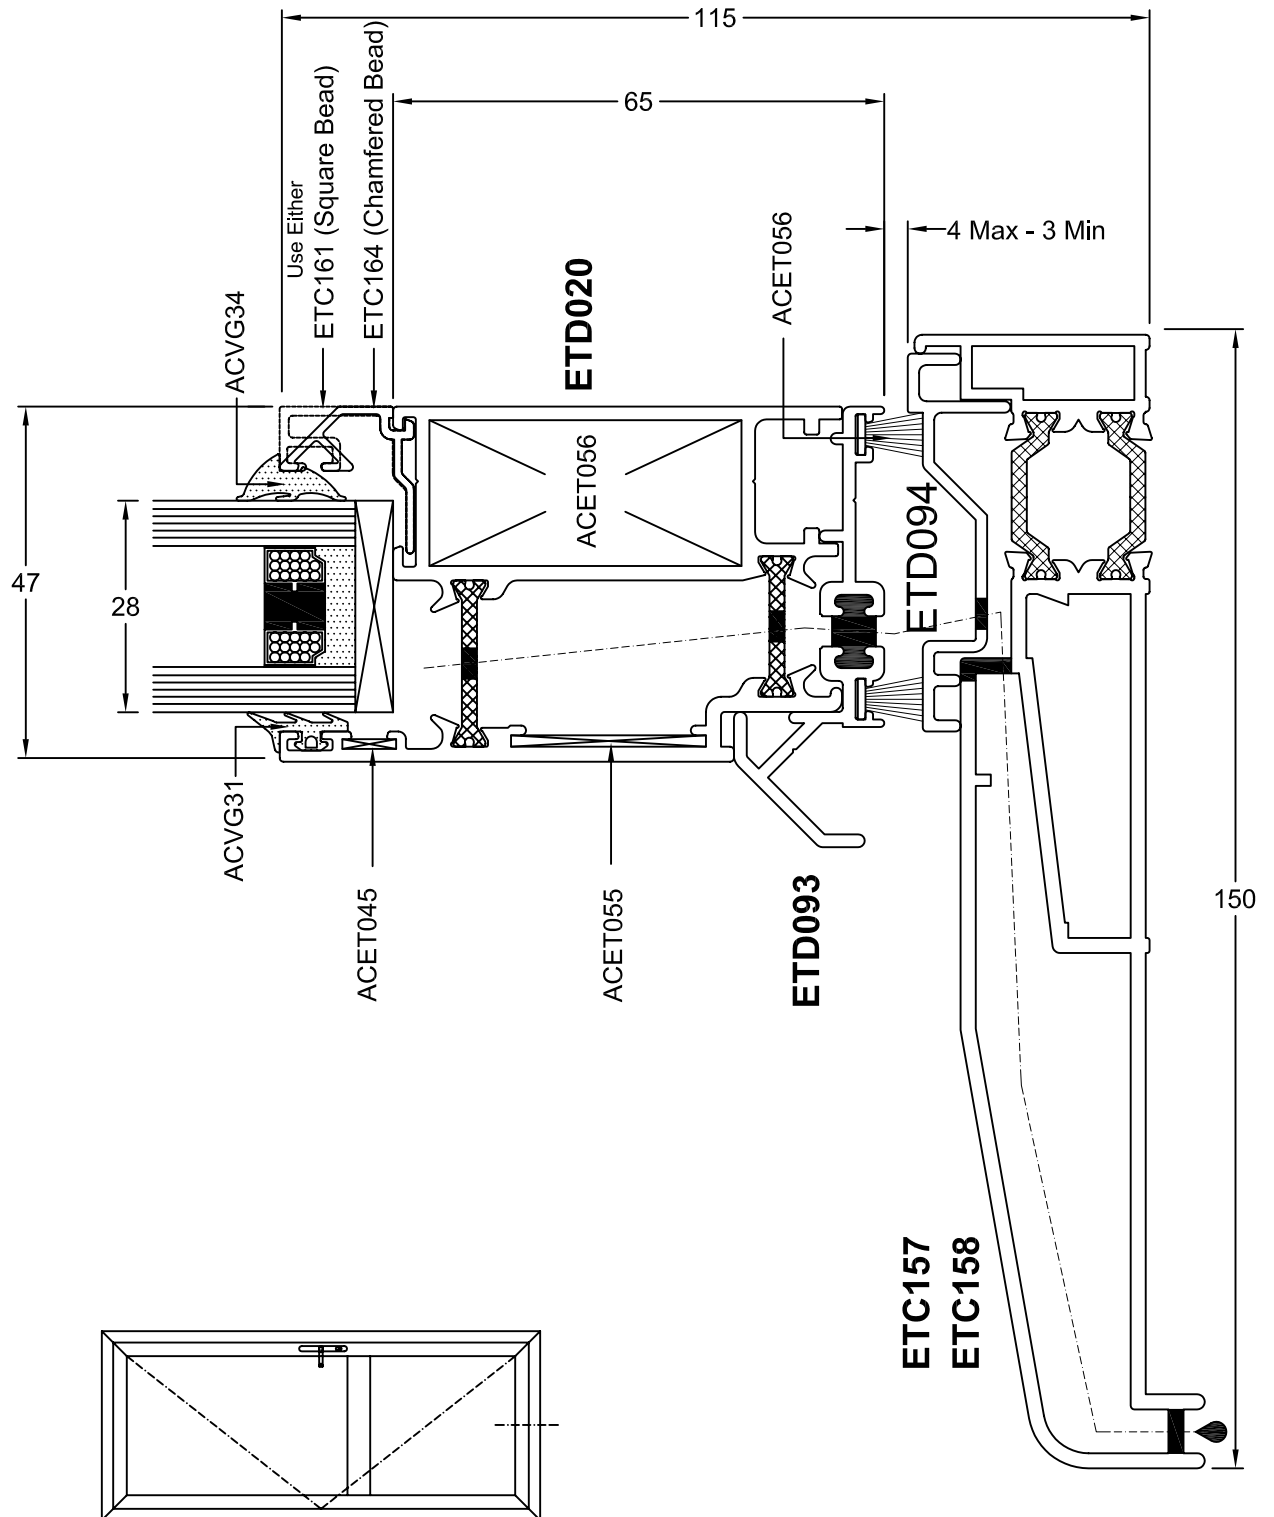 115
Use Either
ETC161 (Square Bead)
ETC164 (Chamfered Bead)
65
ACVG34
ETD020
ACET056
4 Max - 3 Min
47
28
ACET056
ETD094
ACVG31
ACET045
ACET055
ETD093
150
ETC157
ETC158